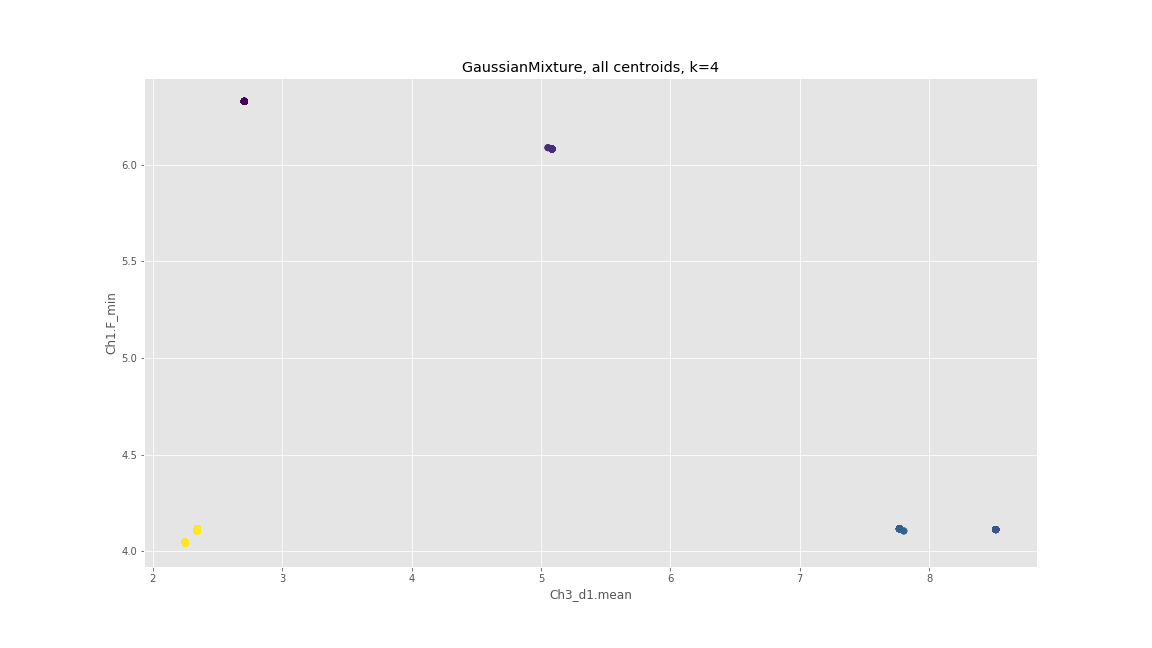 GaussianMixture, all centroids, k=4
6.0
5.5
5.0
4.5
4.0
Ch1.F_min
2 3 4 5 6 7 8
Ch3_d1.mean